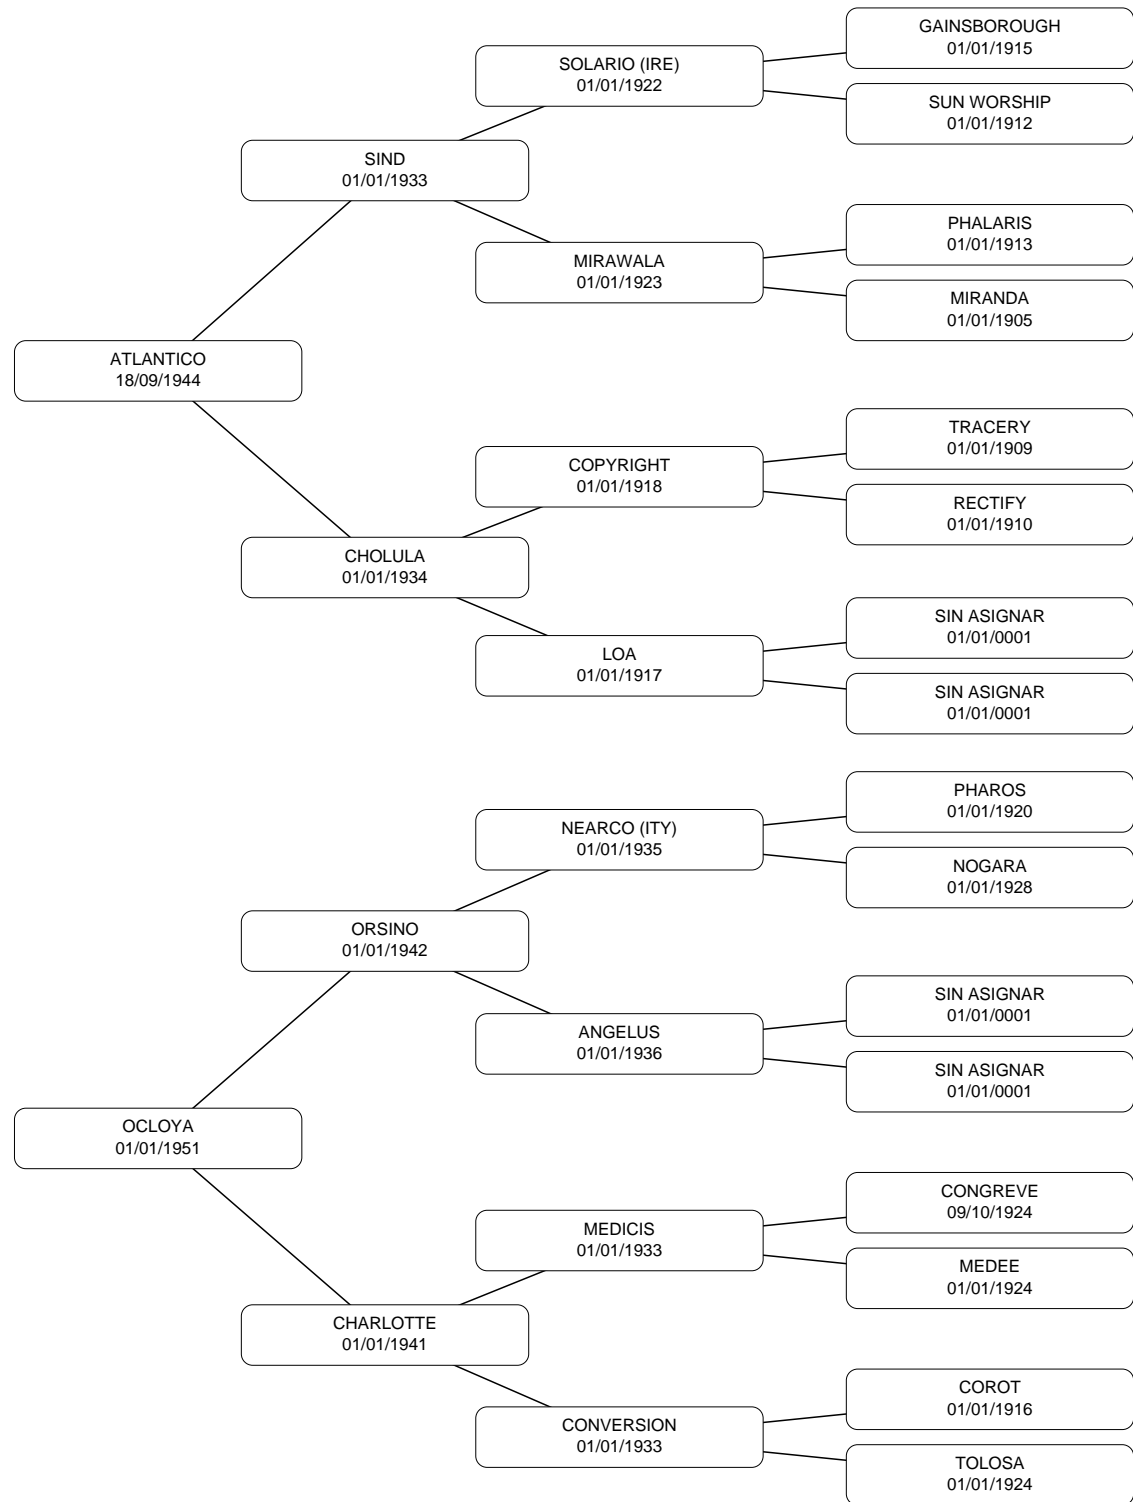 GAINSBOROUGH
01/01/1915
SOLARIO (IRE)
01/01/1922
SUN WORSHIP
01/01/1912
SIND
01/01/1933
PHALARIS
01/01/1913
MIRAWALA
01/01/1923
MIRANDA
01/01/1905
ATLANTICO
18/09/1944
TRACERY
01/01/1909
COPYRIGHT
01/01/1918
RECTIFY
01/01/1910
CHOLULA
01/01/1934
SIN ASIGNAR
01/01/0001
LOA
01/01/1917
SIN ASIGNAR
01/01/0001
PHAROS
01/01/1920
NEARCO (ITY)
01/01/1935
NOGARA
01/01/1928
ORSINO
01/01/1942
SIN ASIGNAR
01/01/0001
ANGELUS
01/01/1936
SIN ASIGNAR
01/01/0001
OCLOYA
01/01/1951
CONGREVE
09/10/1924
MEDICIS
01/01/1933
MEDEE
01/01/1924
CHARLOTTE
01/01/1941
COROT
01/01/1916
CONVERSION
01/01/1933
TOLOSA
01/01/1924